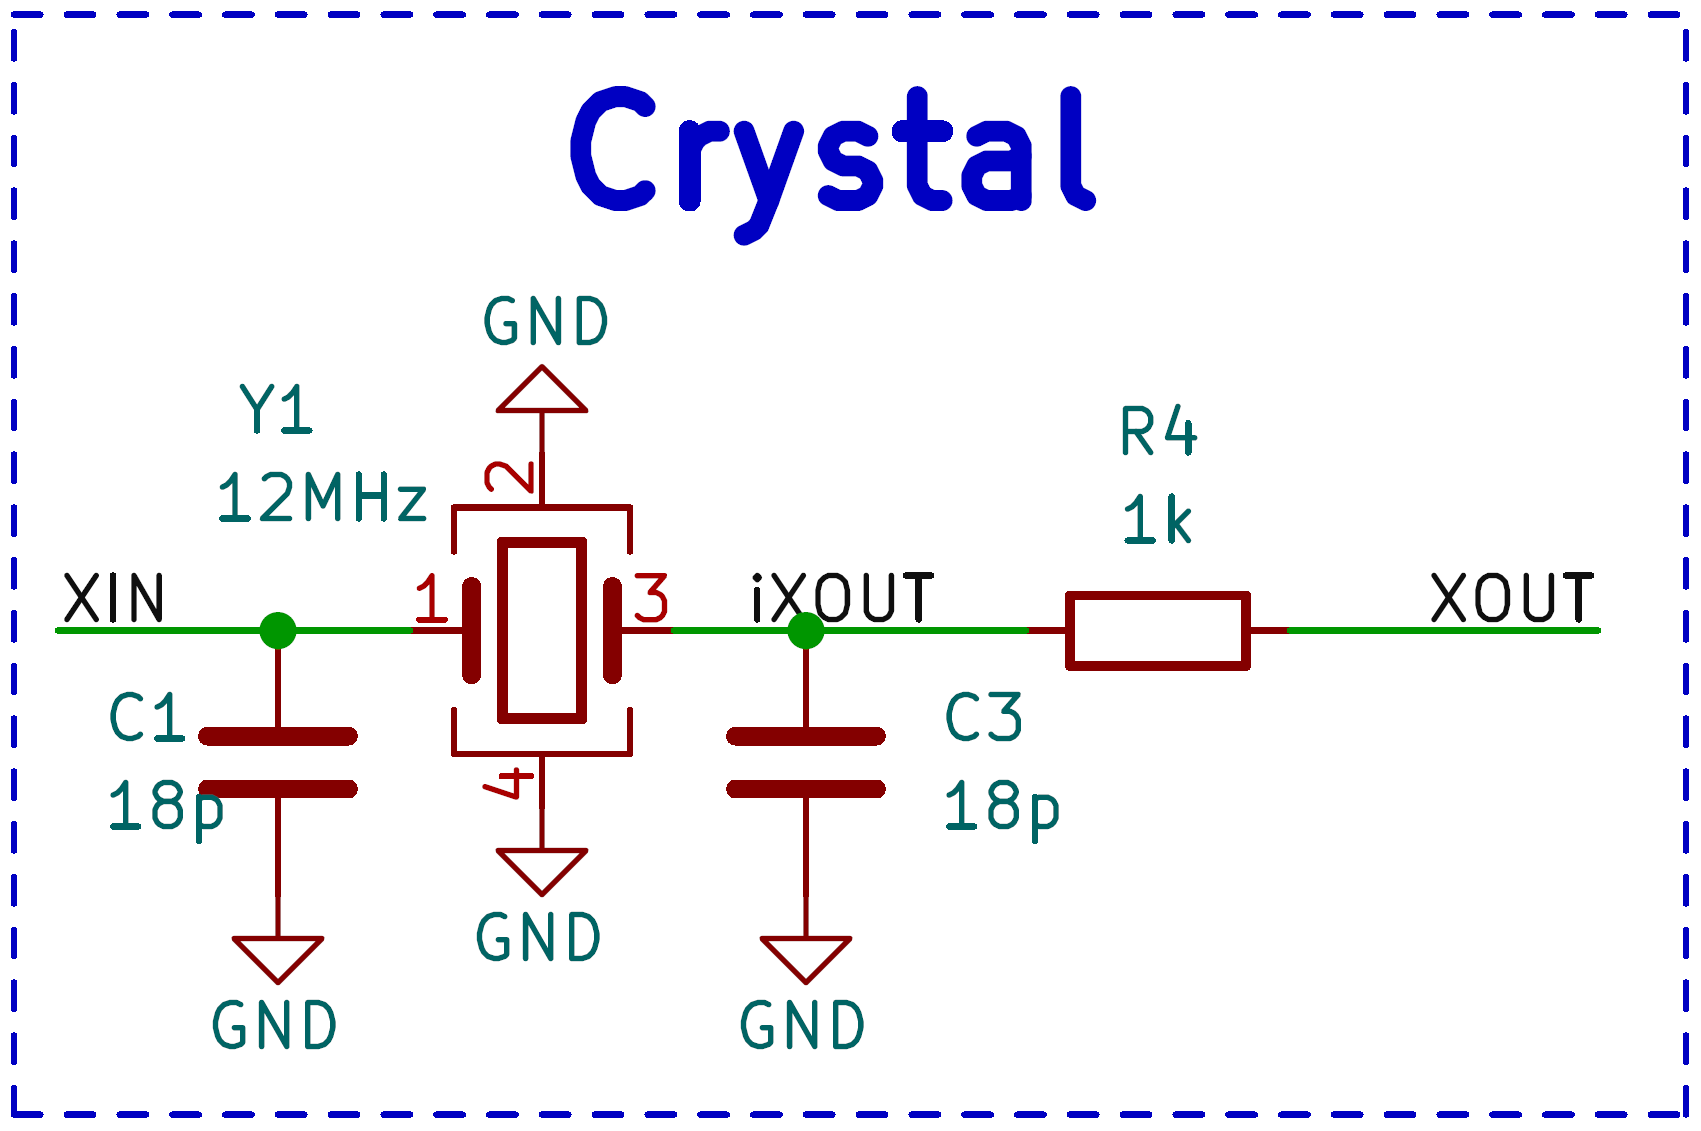 Crystal
GND
Y1
12MHz
R4
1k
2
XIN
1
3
iXOUT
XOUT
C1
18p
4
C3
18p
GND
GND
GND